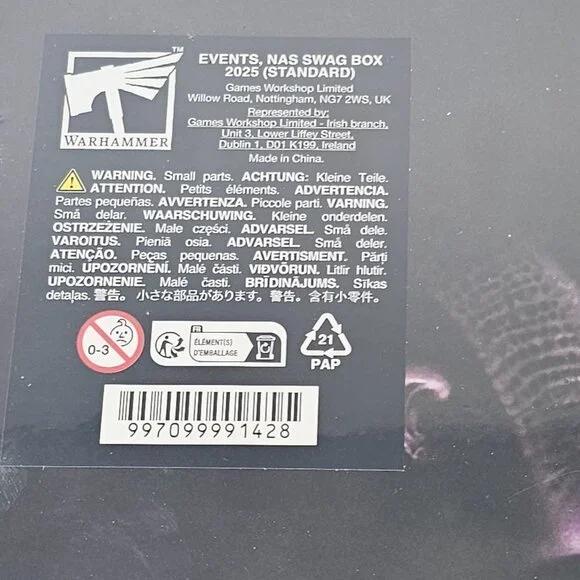 TM
WARHAMMER
EVENTS, NAS SWAG BOX
2025 (STANDARD)
Games Workshop Limited
Willow Road, Nottingham, NG7 2WS, UK
Represented by:
Games Workshop Limited - Irish branch,
Unit 3, Lower Liffey Street,
Dublin 1, D01 K199, Ireland
Made in China.
WARNING. Small parts. ACHTUNG: Kleine Teile.
ATTENTION. Petits éléments. ADVERTENCIA.
Partes pequeñas. AVVERTENZA. Piccole parti. VARNING.
Små delar. WAARSCHUWING. Kleine onderdelen.
OSTRZEŻENIE. Małe części. ADVARSEL. Små dele.
VAROITUS. Pieniä osia. ADVARSEL. Små deler.
ATENÇÃO. Peças pequenas. AVERTISMENT. Părți
mici. UPOZORNĚNÍ. Malé části. VIÐVÖRUN. Litlir hlutir.
UPOZORNENIE. Malé časti. BRĪDINĀJUMS. Sīkas
detaļas. 警告。小さな部品があります。警告。含有小零件。
0-3
FR
ÉLÉMENT(S)
D'EMBALLAGE
21
PAP
997099991428